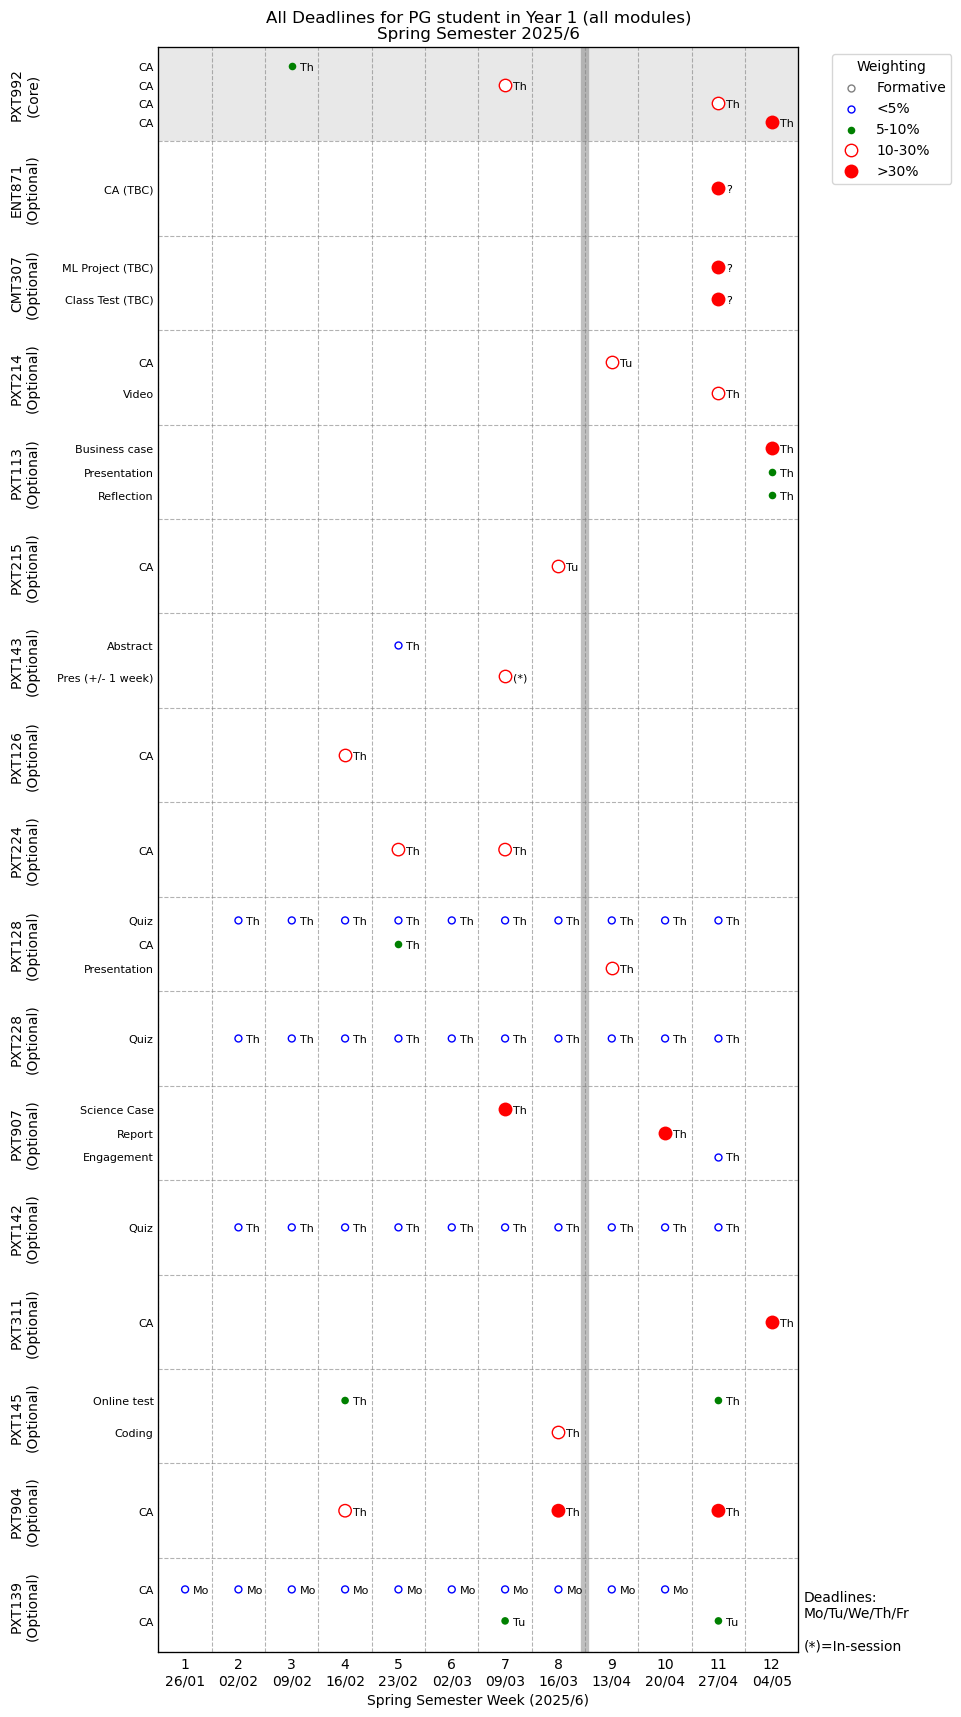 All Deadlines for PG student in Year 1 (all modules)
Spring Semester 2025/6
Weighting
Formative
<5%
5-10%
10-30%
>30%
PXT992
(Core)
CA Th
CA Th
CA Th
CA Th
ENT871
(Optional)
CA (TBC) ?
CMT307
(Optional)
ML Project (TBC) ?
Class Test (TBC) ?
PXT214
(Optional)
CA Tu
Video Th
PXT113
(Optional)
Business case Th
Presentation Th
Reflection Th
PXT215
(Optional)
CA Tu
PXT143
(Optional)
Abstract Th
Pres (+/- 1 week) (*)
PXT126
(Optional)
CA Th
PXT224
(Optional)
CA Th Th
PXT128
(Optional)
Quiz Th Th Th Th Th Th Th Th Th Th
CA Th
Presentation Th
PXT228
(Optional)
Quiz Th Th Th Th Th Th Th Th Th Th
PXT907
(Optional)
Science Case Th
Report Th
Engagement Th
PXT142
(Optional)
Quiz Th Th Th Th Th Th Th Th Th Th
PXT311
(Optional)
CA Th
PXT145
(Optional)
Online test Th Th
Coding Th
PXT904
(Optional)
CA Th Th Th
PXT139
(Optional)
CA Mo Mo Mo Mo Mo Mo Mo Mo Mo Mo
CA Tu Tu
Deadlines:
Mo/Tu/We/Th/Fr
(*)=In-session
1 2 3 4 5 6 7 8 9 10 11 12
26/01 02/02 09/02 16/02 23/02 02/03 09/03 16/03 13/04 20/04 27/04 04/05
Spring Semester Week (2025/6)